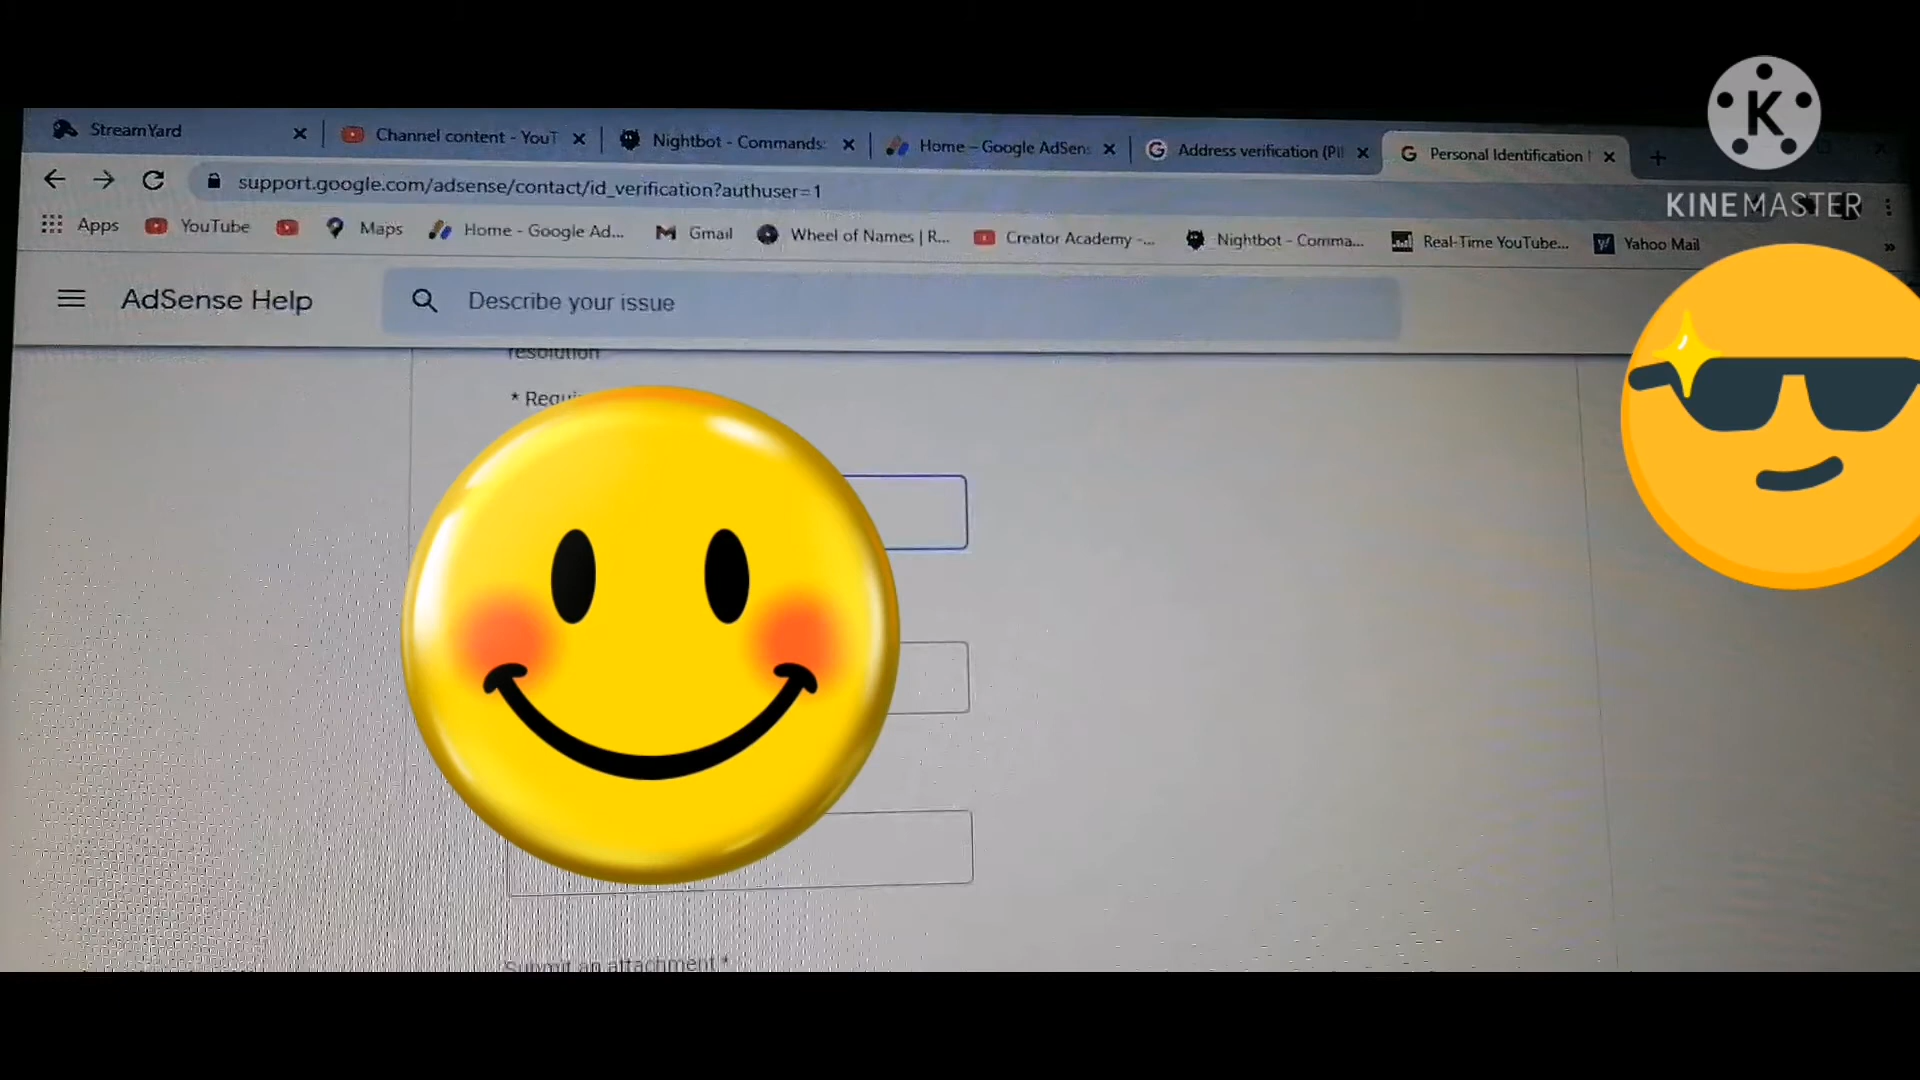 StreamYard
Channel content - YouT
Nightbot - Commands
Home – Google AdSens
Address verification (PI
Personal Identification
support.google.com/adsense/contact/id_verification?authuser=1
Apps
YouTube
Maps
Home - Google Ad...
Gmail
Wheel of Names | R...
Creator Academy -...
Nightbot - Comma...
Real-Time YouTube...
Yahoo Mail
KINEMASTER
AdSense Help
Describe your issue
resolution
* Requi
Submit an attachment *